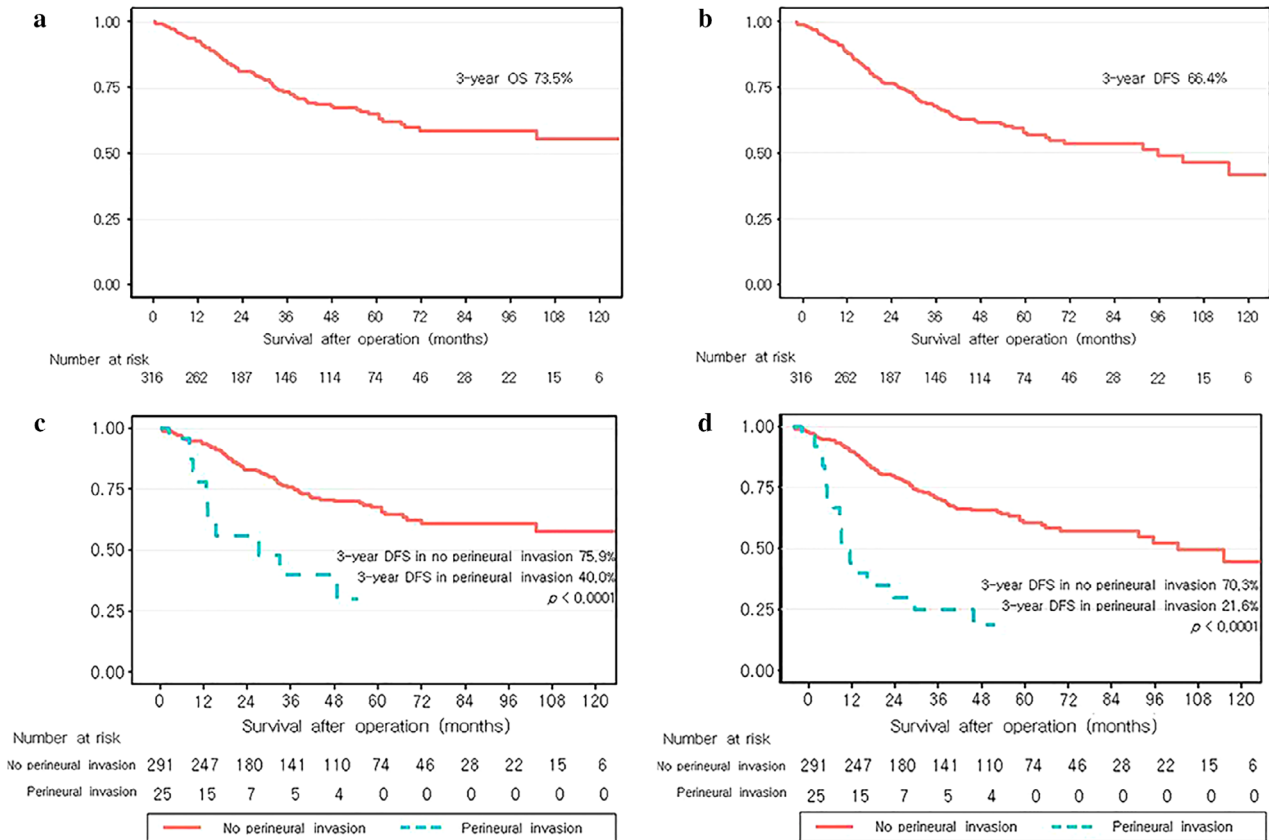 a
1.00
0.75
0.50
0.25
0.00
3-year OS 73.5%
0 12 24 36 48 60 72 84 96 108 120
Survival after operation (months)
Number at risk
316 262 187 146 114 74 46 28 22 15 6
b
1.00
0.75
0.50
0.25
0.00
3-year DFS 66.4%
0 12 24 36 48 60 72 84 96 108 120
Survival after operation (months)
Number at risk
316 262 187 146 114 74 46 28 22 15 6
c
1.00
0.75
0.50
0.25
0.00
3-year DFS in no perineural invasion 75.9%
3-year DFS in perineural invasion 40.0%
p < 0.0001
0 12 24 36 48 60 72 84 96 108 120
Survival after operation (months)
Number at risk
No perineural invasion 291 247 180 141 110 74 46 28 22 15 6
Perineural invasion 25 15 7 5 4 0 0 0 0 0 0
No perineural invasion Perineural invasion
d
1.00
0.75
0.50
0.25
0.00
3-year DFS in no perineural invasion 70.3%
3-year DFS in perineural invasion 21.6%
p < 0.0001
0 12 24 36 48 60 72 84 96 108 120
Survival after operation (months)
Number at risk
No perineural invasion 291 247 180 141 110 74 46 28 22 15 6
Perineural invasion 25 15 7 5 4 0 0 0 0 0 0
No perineural invasion Perineural invasion